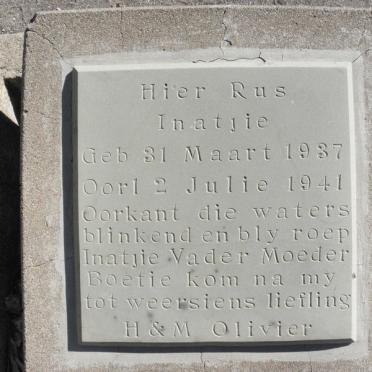 Hier Rus
Inatjie
Geb 31 Maart 1937
Oorl 2 Julie 1941
Oorkant die waters
blinkend en bly roep
Inatjie Vader Moeder
Boetie kom na my
tot weersiens liefling
H & M Olivier